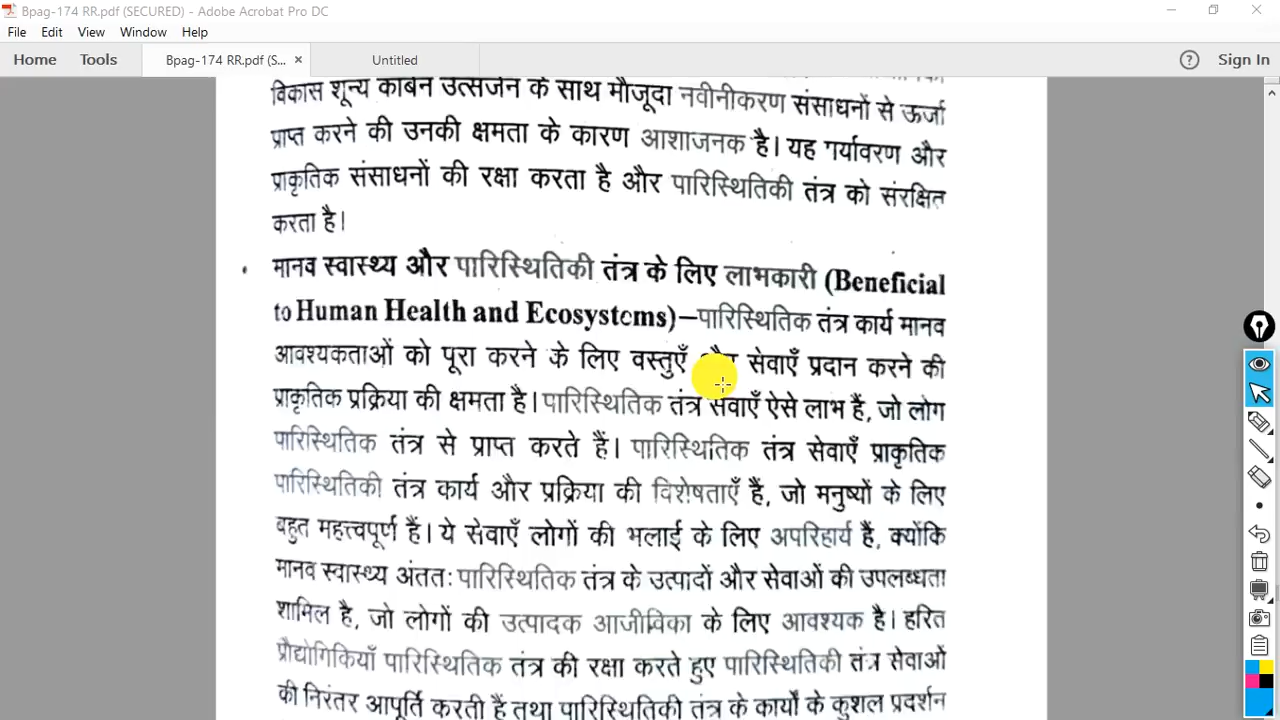 Bpag-174 RR.pdf (SECURED) - Adobe Acrobat Pro DC
File Edit View Window Help
Home Tools Bpag-174 RR.pdf (S... × Untitled Sign In
विकास शून्य कार्बन उत्सर्जन के साथ मौजूदा नवीनीकरण संसाधनों से ऊर्जा
प्राप्त करने की उनकी क्षमता के कारण आशाजनक है। यह पर्यावरण और
प्राकृतिक संसाधनों की रक्षा करता है और पारिस्थितिकी तंत्र को संरक्षित
करता है।
• मानव स्वास्थ्य और पारिस्थितिकी तंत्र के लिए लाभकारी (Beneficial
to Human Health and Ecosystems)–पारिस्थितिक तंत्र कार्य मानव
आवश्यकताओं को पूरा करने के लिए वस्तुएँ और सेवाएँ प्रदान करने की
प्राकृतिक प्रक्रिया की क्षमता है। पारिस्थितिक तंत्र सेवाएँ ऐसे लाभ हैं, जो लोग
पारिस्थितिक तंत्र से प्राप्त करते हैं। पारिस्थितिक तंत्र सेवाएँ प्राकृतिक
पारिस्थितिकी तंत्र कार्य और प्रक्रिया की विशेषताएँ हैं, जो मनुष्यों के लिए
बहुत महत्त्वपूर्ण हैं। ये सेवाएँ लोगों की भलाई के लिए अपरिहार्य हैं, क्योंकि
मानव स्वास्थ्य अंततः पारिस्थितिक तंत्र के उत्पादों और सेवाओं की उपलब्धता
शामिल है, जो लोगों की उत्पादक आजीविका के लिए आवश्यक है। हरित
प्रौद्योगिकियाँ पारिस्थितिक तंत्र की रक्षा करते हुए पारिस्थितिकी तंत्र सेवाओं
की निरंतर आपूर्ति करती हैं तथा पारिस्थितिकी तंत्र के कार्यों के कुशल प्रदर्शन